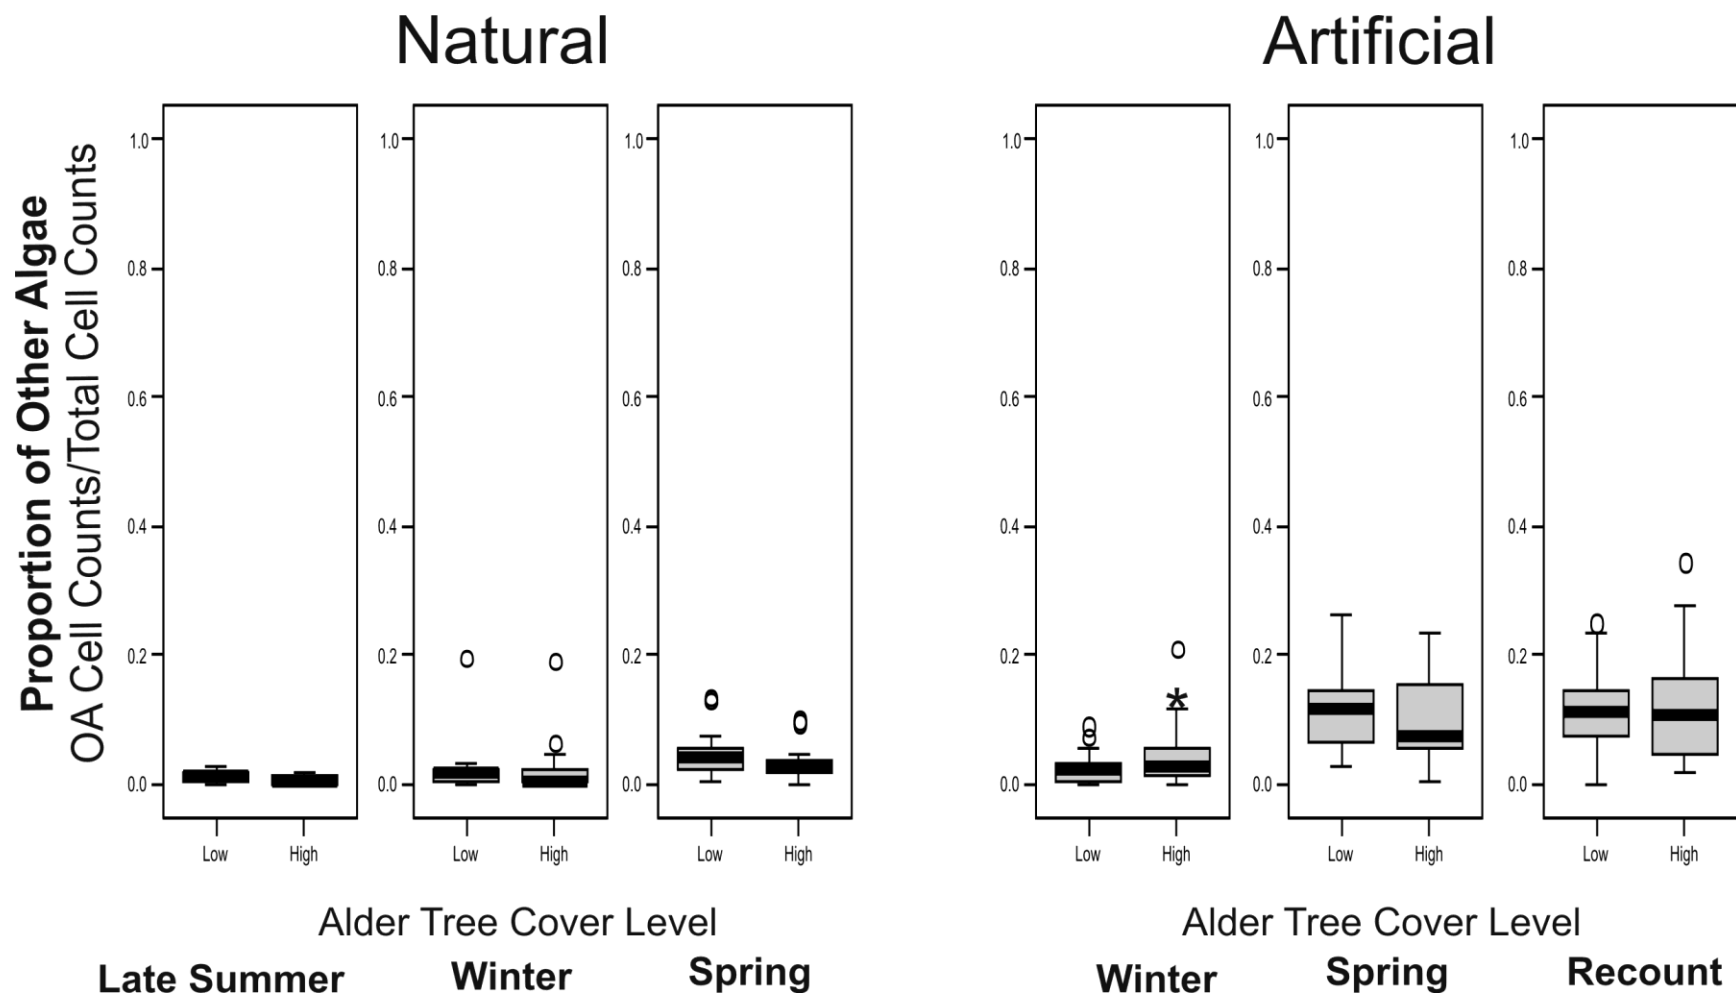 Natural
Artificial
Proportion of Other Algae
OA Cell Counts/Total Cell Counts
1.0
0.8
0.6
0.4
0.2
0.0
Low High
1.0
0.8
0.6
0.4
0.2
0.0
Low High
1.0
0.8
0.6
0.4
0.2
0.0
Low High
1.0
0.8
0.6
0.4
0.2
0.0
Low High
1.0
0.8
0.6
0.4
0.2
0.0
Low High
1.0
0.8
0.6
0.4
0.2
0.0
Low High
Alder Tree Cover Level
Late Summer Winter Spring
Alder Tree Cover Level
Winter Spring Recount